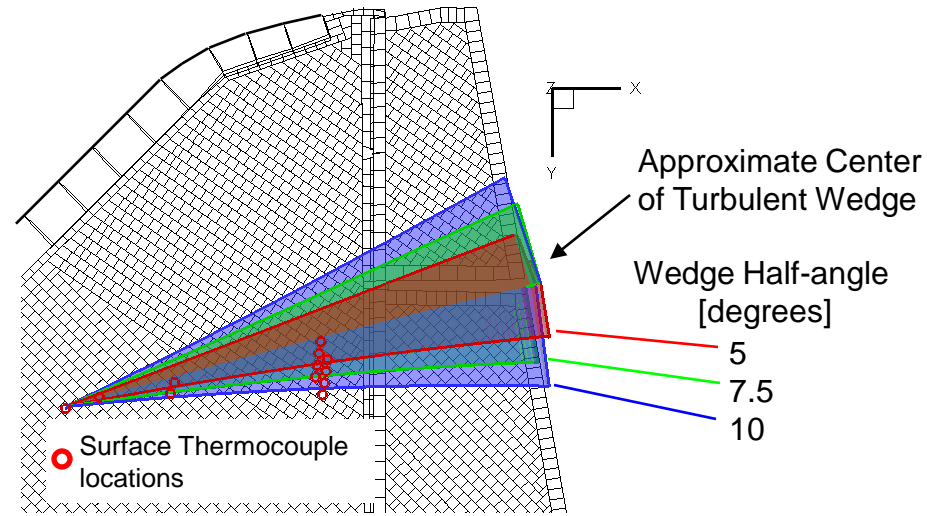 Z
X
Y
Approximate Center
of Turbulent Wedge
Wedge Half-angle
[degrees]
5
7.5
10
Surface Thermocouple
locations